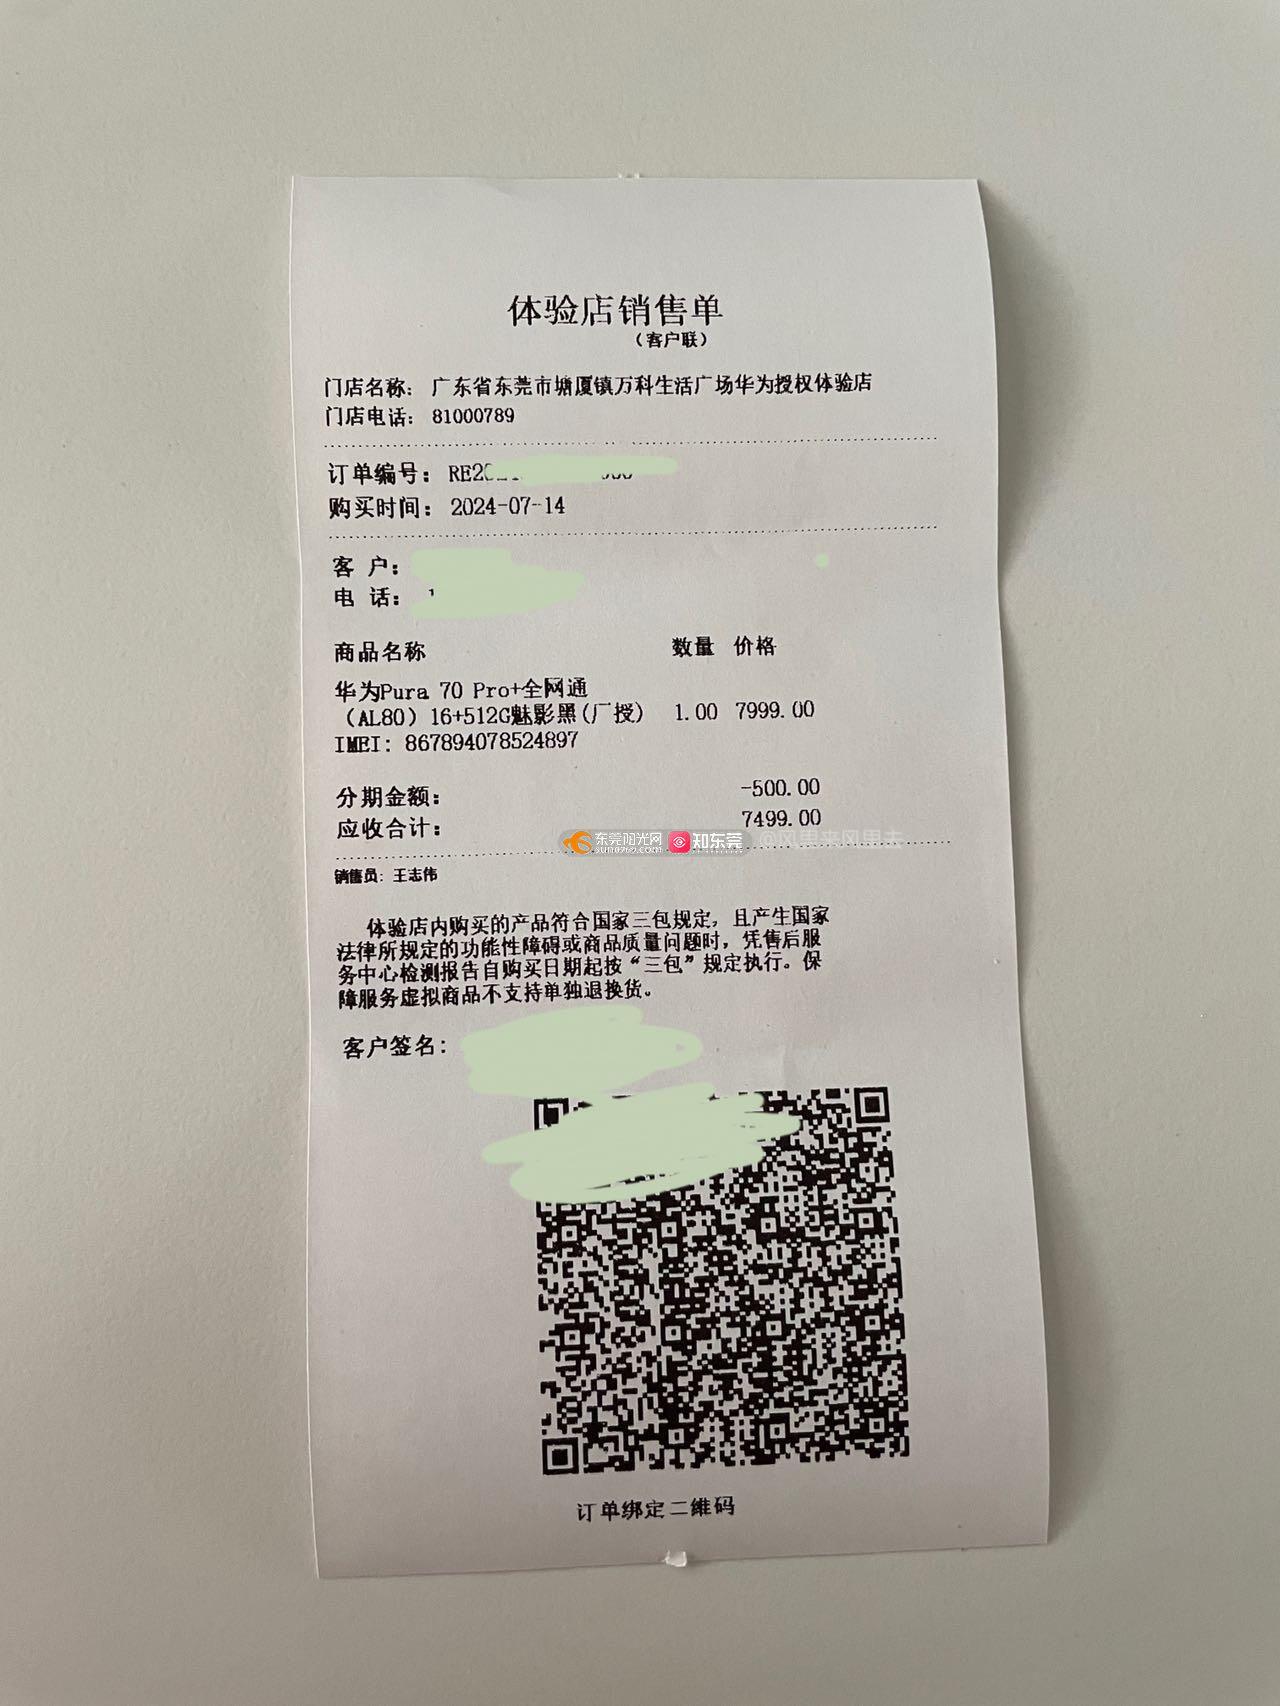 体验店销售单
（客户联）
门店名称： 广东省东莞市塘厦镇万科生活广场华为授权体验店
门店电话： 81000789
订单编号： RE20
购买时间： 2024-07-14
客 户：
电 话： 1
商品名称 数量 价格
华为Pura 70 Pro+全网通
（AL80）16+512G魅影黑(厂授) 1.00 7999.00
IMEI: 867894078524897
分期金额： -500.00
应收合计： 7499.00
东莞阳光网 sun0769.com 知东莞 @风里来风里去
销售员: 王志伟
体验店内购买的产品符合国家三包规定，且产生国家
法律所规定的功能性障碍或商品质量问题时，凭售后服
务中心检测报告自购买日期起按“三包”规定执行。保
障服务虚拟商品不支持单独退换货。
客户签名:
订单绑定二维码